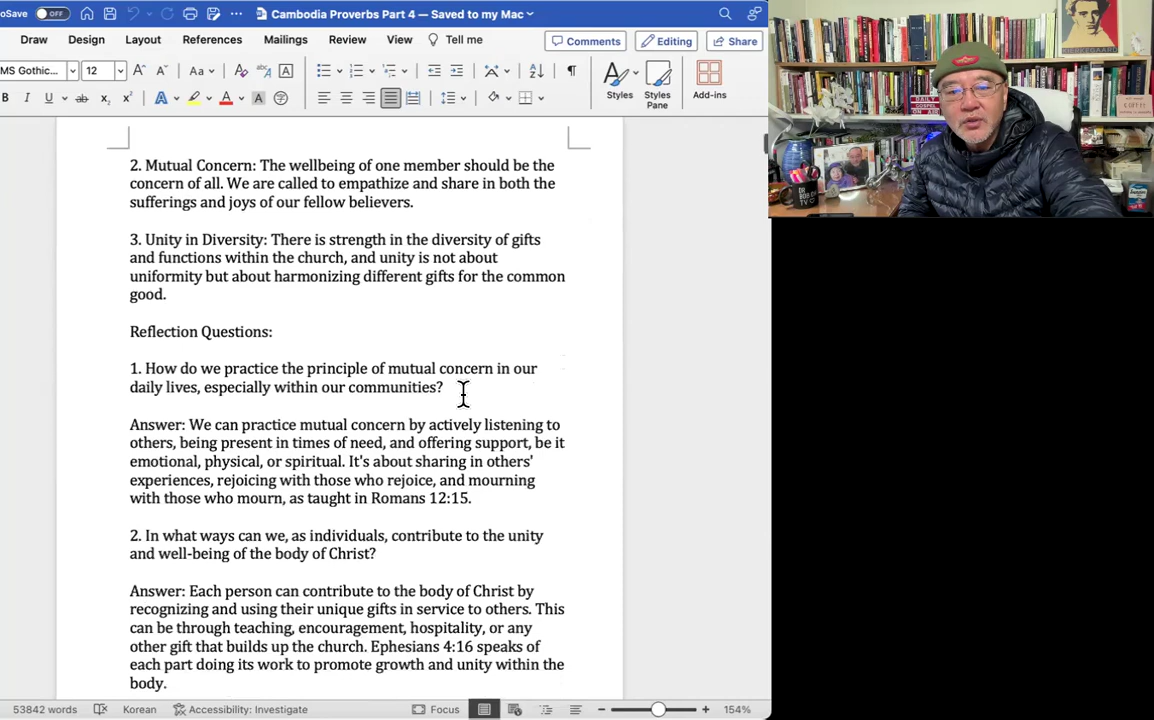 oSave OFF Cambodia Proverbs Part 4 — Saved to my Mac
Draw Design Layout References Mailings Review View Tell me Comments Editing Share
MS Gothic... 12 Aa
Styles Styles Pane Add-ins
2. Mutual Concern: The wellbeing of one member should be the
concern of all. We are called to empathize and share in both the
sufferings and joys of our fellow believers.
3. Unity in Diversity: There is strength in the diversity of gifts
and functions within the church, and unity is not about
uniformity but about harmonizing different gifts for the common
good.
Reflection Questions:
1. How do we practice the principle of mutual concern in our
daily lives, especially within our communities?
Answer: We can practice mutual concern by actively listening to
others, being present in times of need, and offering support, be it
emotional, physical, or spiritual. It's about sharing in others'
experiences, rejoicing with those who rejoice, and mourning
with those who mourn, as taught in Romans 12:15.
2. In what ways can we, as individuals, contribute to the unity
and well-being of the body of Christ?
Answer: Each person can contribute to the body of Christ by
recognizing and using their unique gifts in service to others. This
can be through teaching, encouragement, hospitality, or any
other gift that builds up the church. Ephesians 4:16 speaks of
each part doing its work to promote growth and unity within the
body.
53842 words Korean Accessibility: Investigate Focus 154%
KIERKEGAARD
DAILY
GOSPEL
ON AIR